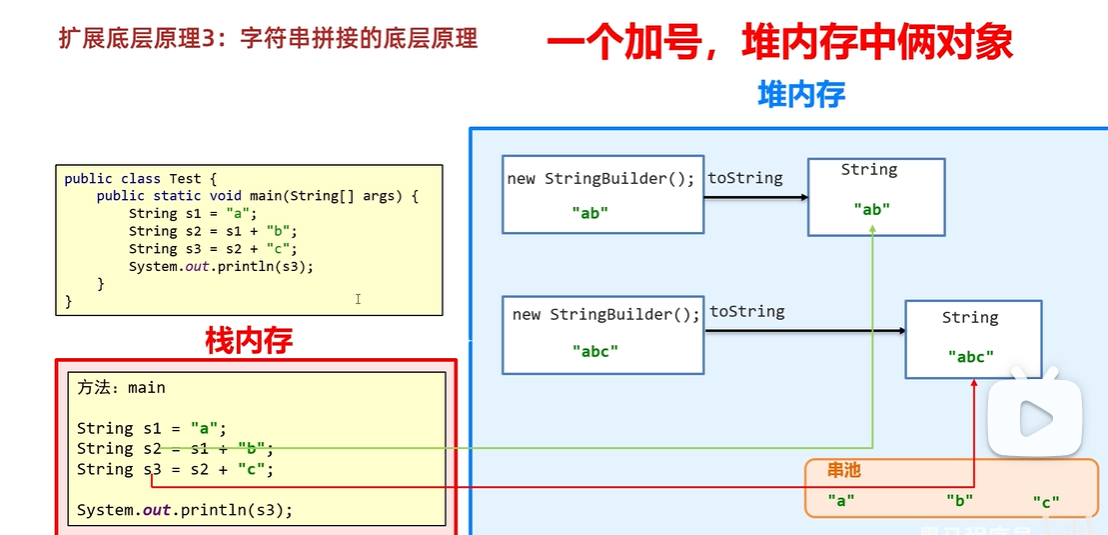 扩展底层原理3：字符串拼接的底层原理
一个加号，堆内存中俩对象
堆内存
public class Test {
public static void main(String[] args) {
String s1 = "a";
String s2 = s1 + "b";
String s3 = s2 + "c";
System.out.println(s3);
}
}
new StringBuilder();
"ab"
toString
String
"ab"
new StringBuilder();
"abc"
toString
String
"abc"
栈内存
方法：main
String s1 = "a";
String s2 = s1 + "b";
String s3 = s2 + "c";
System.out.println(s3);
串池
"a" "b" "c"